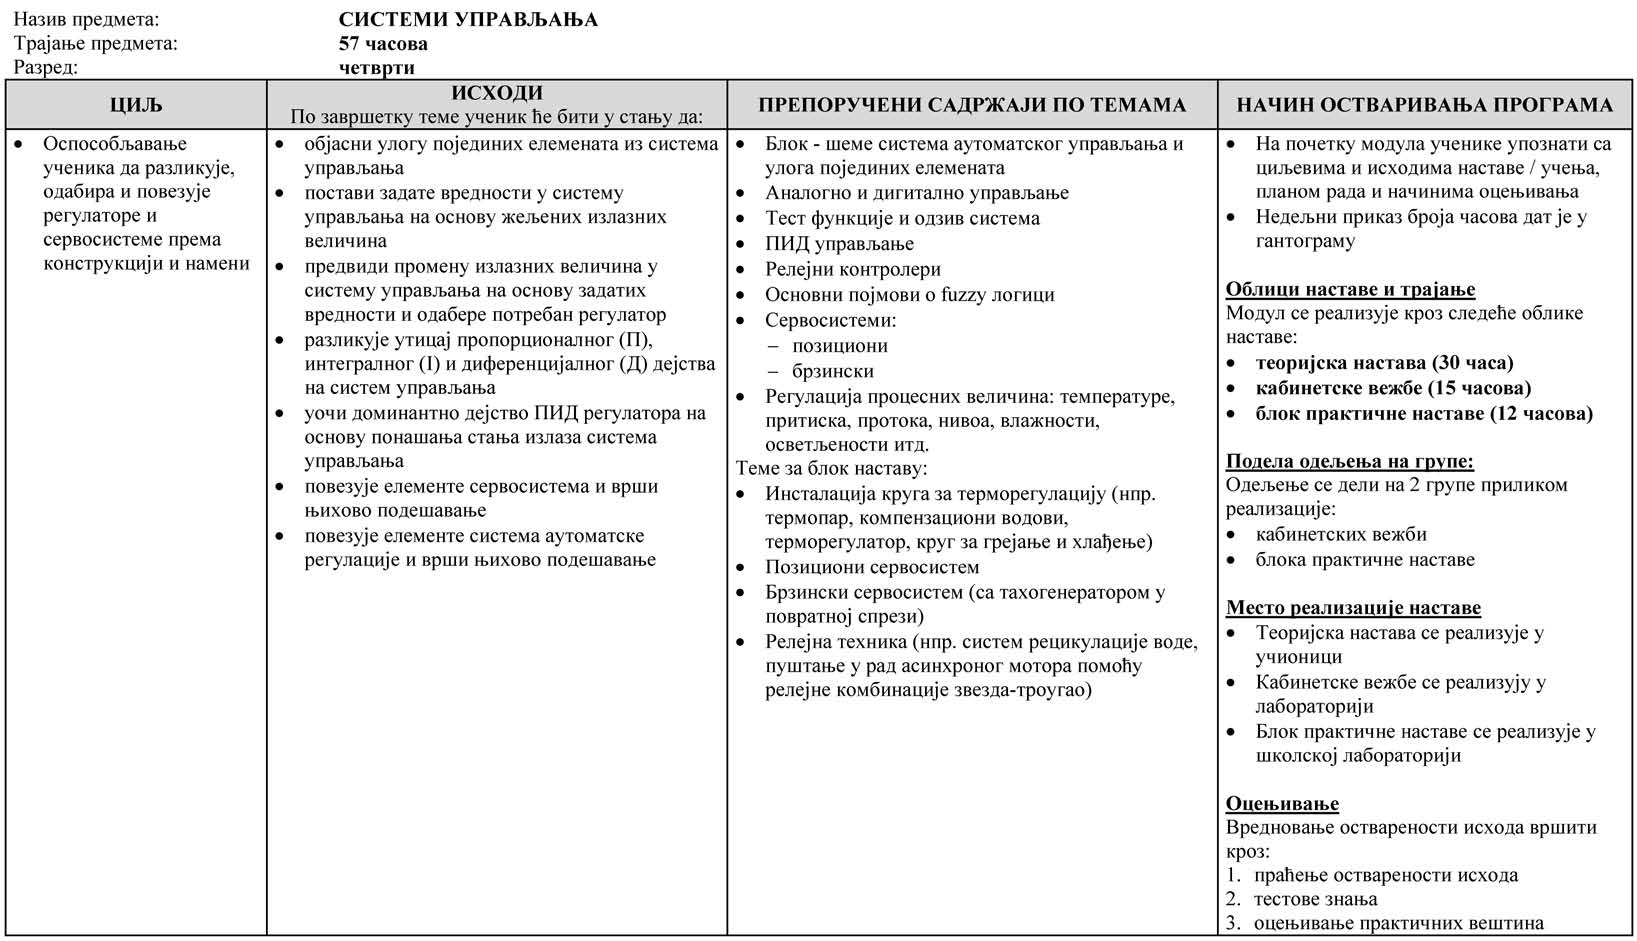 Назив предмета: СИСТЕМИ УПРАВЉАЊА
Трајање предмета: 57 часова
Разред: четврти
ЦИЉ
ИСХОДИ
По завршетку теме ученик ће бити у стању да:
ПРЕПОРУЧЕНИ САДРЖАЈИ ПО ТЕМАМА
НАЧИН ОСТВАРИВАЊА ПРОГРАМА
• Оспособљавање
ученика да разликује,
одабира и повезује
регулаторе и
сервосистеме према
конструкцији и намени
• објасни улогу појединих елемената из система
управљања
• постави задате вредности у систему
управљања на основу жељених излазних
величина
• предвиди промену излазних величина у
систему управљања на основу задатих
вредности и одабере потребан регулатор
• разликује утицај пропорционалног (П),
интегралног (I) и диференцијалног (Д) дејства
на систем управљања
• уочи доминантно дејство ПИД регулатора на
основу понашања стања излаза система
управљања
• повезује елементе сервосистема и врши
њихово подешавање
• повезује елементе система аутоматске
регулације и врши њихово подешавање
• Блок - шеме система аутоматског управљања и
улога појединих елемената
• Аналогно и дигитално управљање
• Тест функције и одзив система
• ПИД управљање
• Релејни контролери
• Основни појмови о fuzzy логици
• Сервосистеми:
– позициони
– брзински
• Регулација процесних величина: температуре,
притиска, протока, нивоа, влажности,
осветљености итд.
Теме за блок наставу:
• Инсталација круга за терморегулацију (нпр.
термопар, компензациони водови,
терморегулатор, круг за грејање и хлађење)
• Позициони сервосистем
• Брзински сервосистем (са тахогенератором у
повратној спрези)
• Релејна техника (нпр. систем рецикулације воде,
пуштање у рад асинхроног мотора помоћу
релејне комбинације звезда-троугао)
• На почетку модула ученике упознати са
циљевима и исходима наставе / учења,
планом рада и начинима оцењивања
• Недељни приказ броја часова дат је у
гантограму
Облици наставе и трајање
Модул се реализује кроз следеће облике
наставе:
• теоријска настава (30 часа)
• кабинетске вежбе (15 часова)
• блок практичне наставе (12 часова)
Подела одељења на групе:
Одељење се дели на 2 групе приликом
реализације:
• кабинетских вежби
• блока практичне наставе
Место реализације наставе
• Теоријска настава се реализује у
учионици
• Кабинетске вежбе се реализују у
лабораторији
• Блок практичне наставе се реализује у
школској лабораторији
Оцењивање
Вредновање остварености исхода вршити
кроз:
1. праћење остварености исхода
2. тестове знања
3. оцењивање практичних вештина